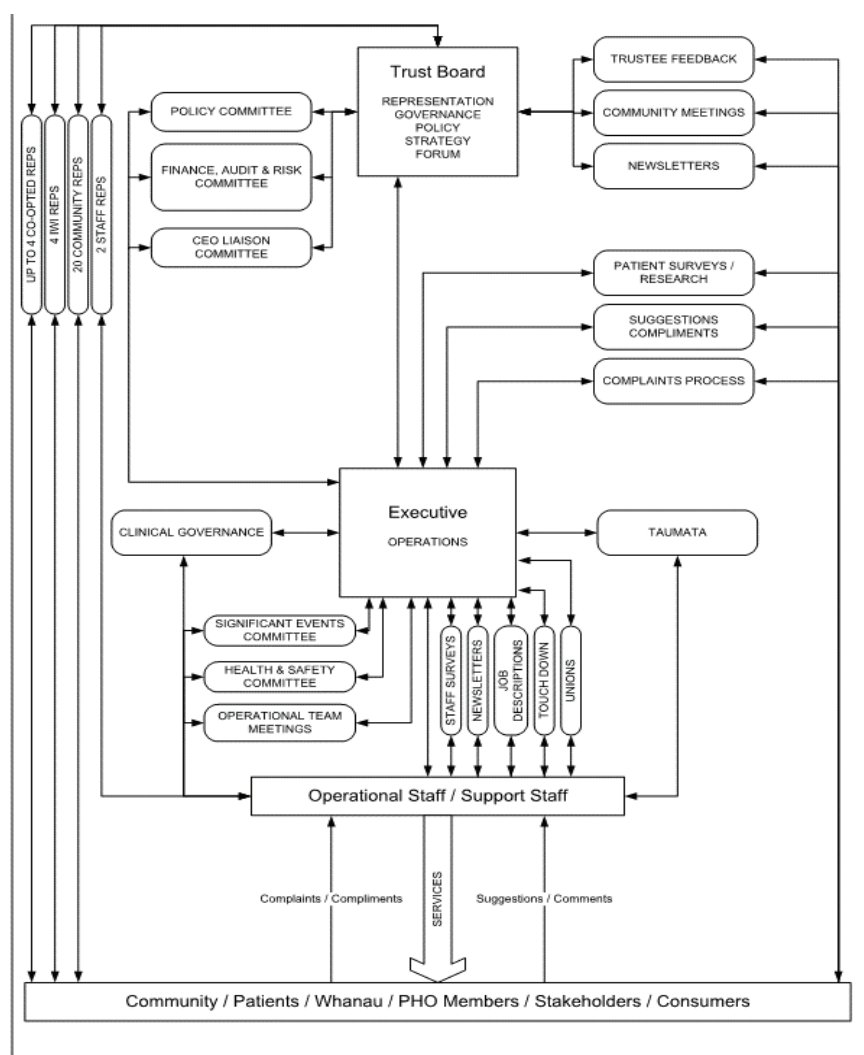 Trust Board
REPRESENTATION
GOVERNANCE
POLICY
STRATEGY
FORUM
TRUSTEE FEEDBACK
COMMUNITY MEETINGS
NEWSLETTERS
POLICY COMMITTEE
FINANCE, AUDIT & RISK
COMMITTEE
CEO LIAISON
COMMITTEE
UP TO 4 CO-OPTED REPS
4 IWI REPS
20 COMMUNITY REPS
2 STAFF REPS
PATIENT SURVEYS /
RESEARCH
SUGGESTIONS
COMPLIMENTS
COMPLAINTS PROCESS
Executive
OPERATIONS
CLINICAL GOVERNANCE
TAUMATA
SIGNIFICANT EVENTS
COMMITTEE
HEALTH & SAFETY
COMMITTEE
OPERATIONAL TEAM
MEETINGS
STAFF SURVEYS
NEWSLETTERS
JOB
DESCRIPTIONS
TOUCH DOWN
UNIONS
Operational Staff / Support Staff
Complaints / Compliments
SERVICES
Suggestions / Comments
Community / Patients / Whanau / PHO Members / Stakeholders / Consumers